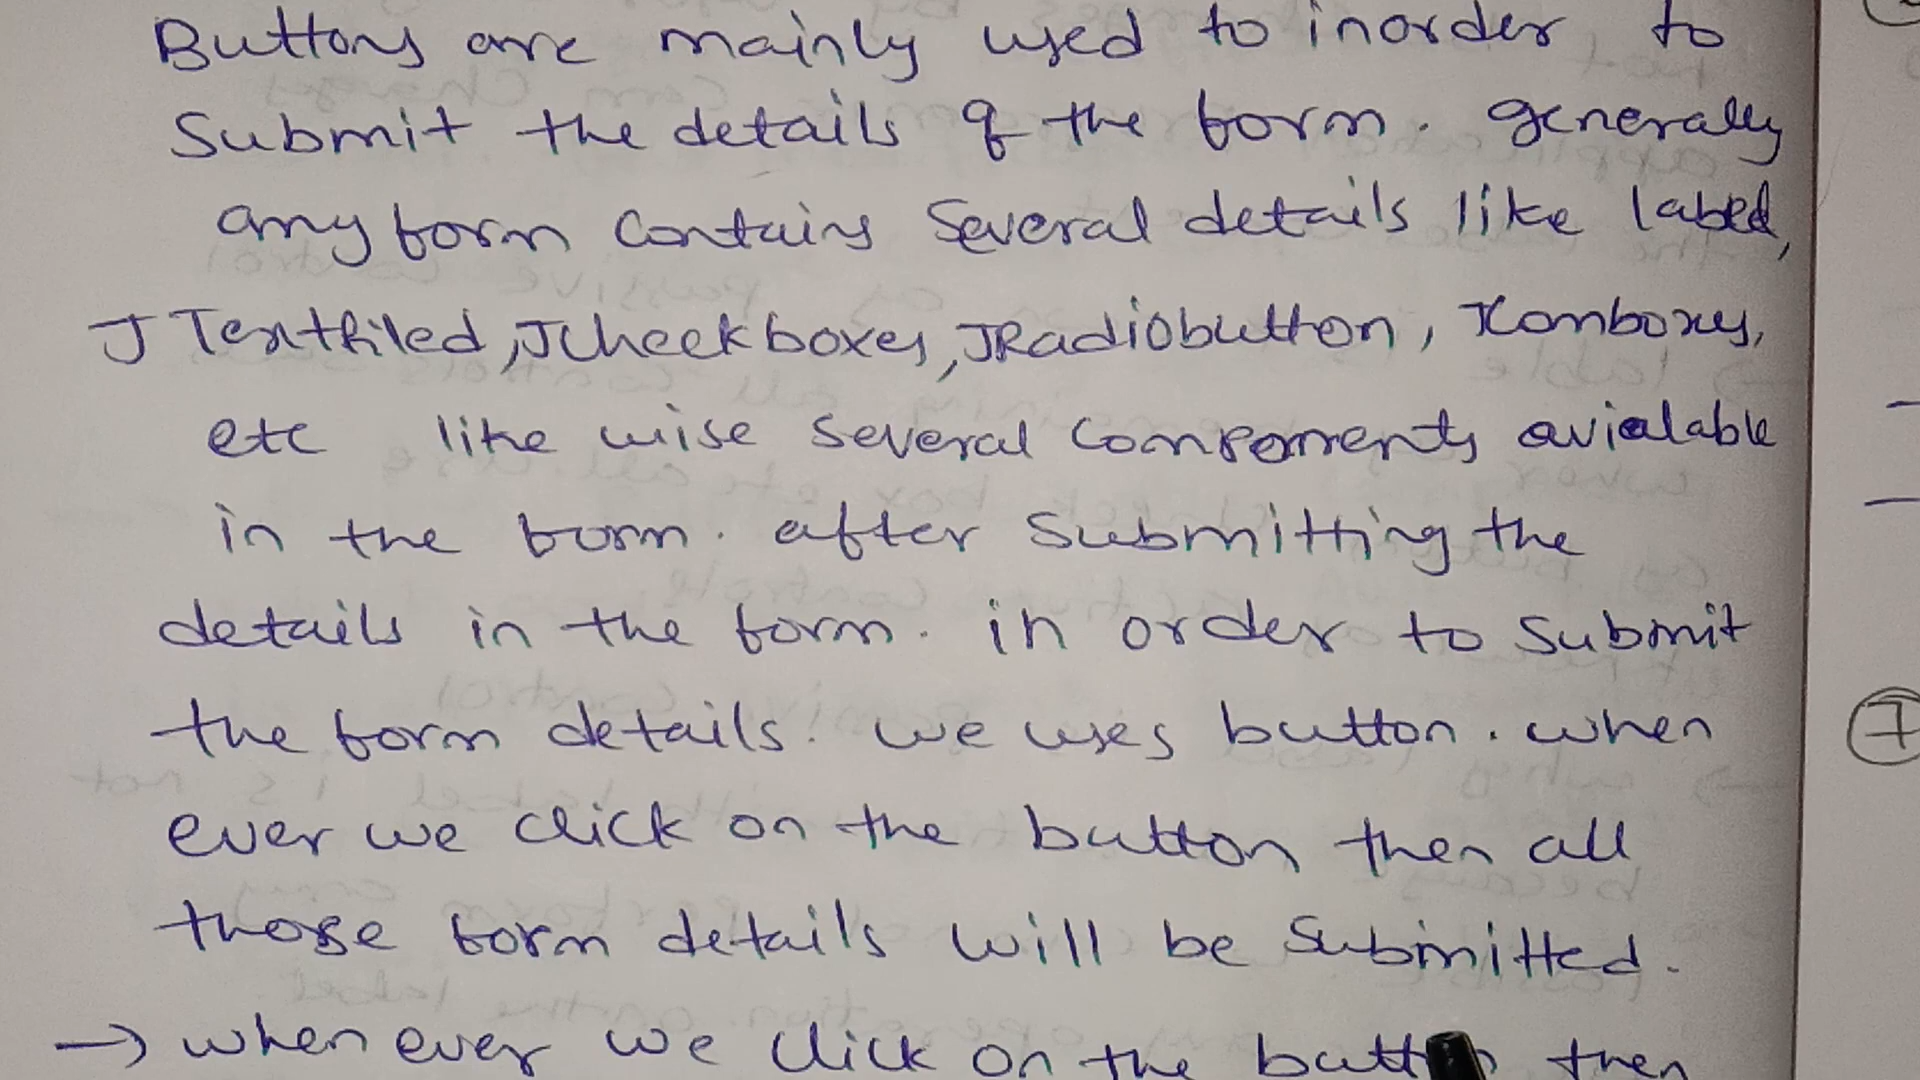 Buttons are mainly used to inorder to
Submit the details of the form. generally
any form contains Several details like label,
JTextfiled, JCheckboxes, JRadiobutton, JComboxes,
etc like wise several components avialable
in the form. after submitting the
details in the form. in order to submit
the form details. we uses button. when
ever we click on the button then all
those form details will be submitted.
→ when ever we click on the button then
7